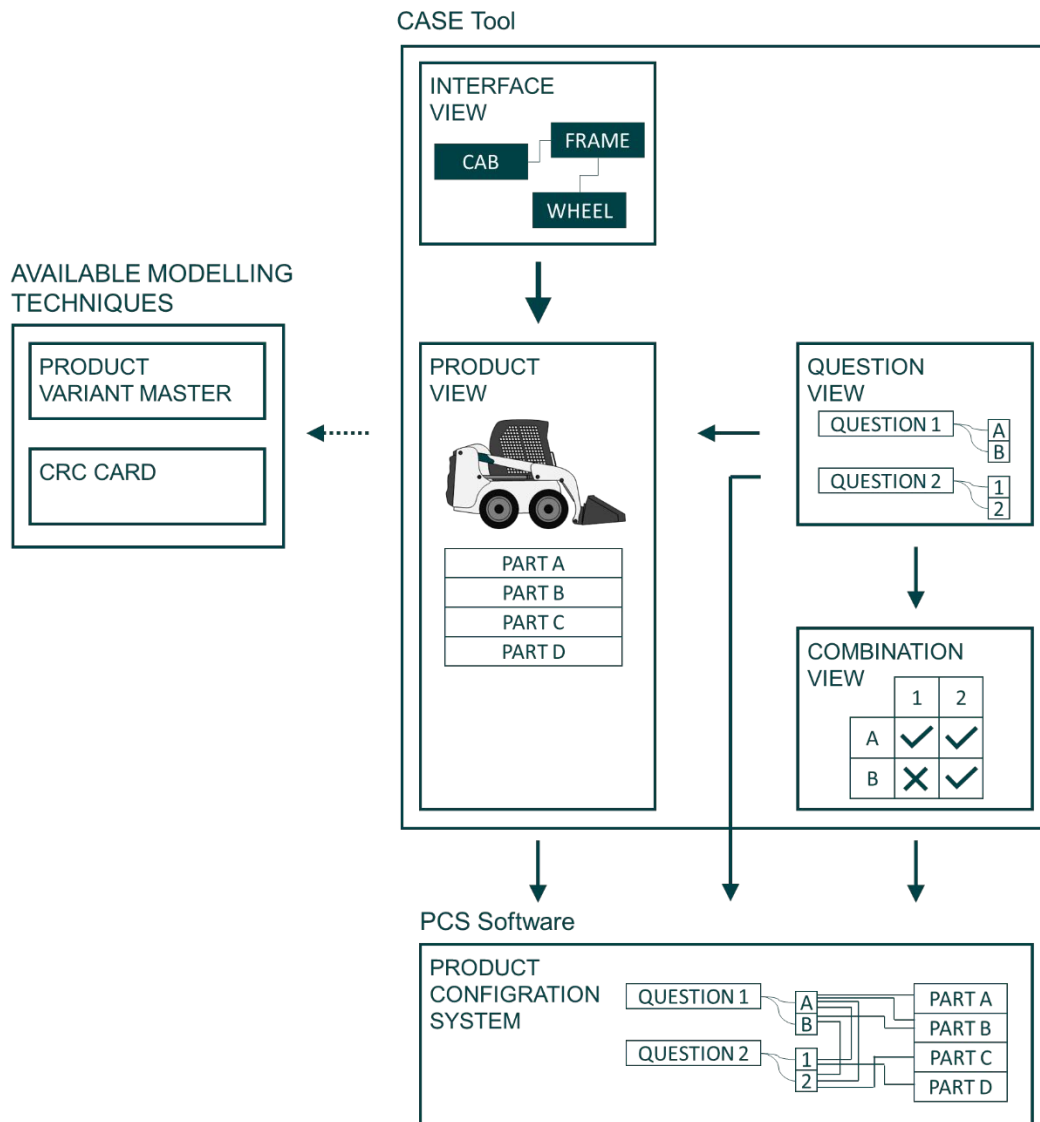 CASE Tool
INTERFACE
VIEW
CAB
FRAME
WHEEL
AVAILABLE MODELLING
TECHNIQUES
PRODUCT
VARIANT MASTER
CRC CARD
PRODUCT
VIEW
PART A
PART B
PART C
PART D
QUESTION
VIEW
QUESTION 1
A
B
QUESTION 2
1
2
COMBINATION
VIEW
1 2
A
B
PCS Software
PRODUCT
CONFIGRATION
SYSTEM
QUESTION 1
A
B
QUESTION 2
1
2
PART A
PART B
PART C
PART D